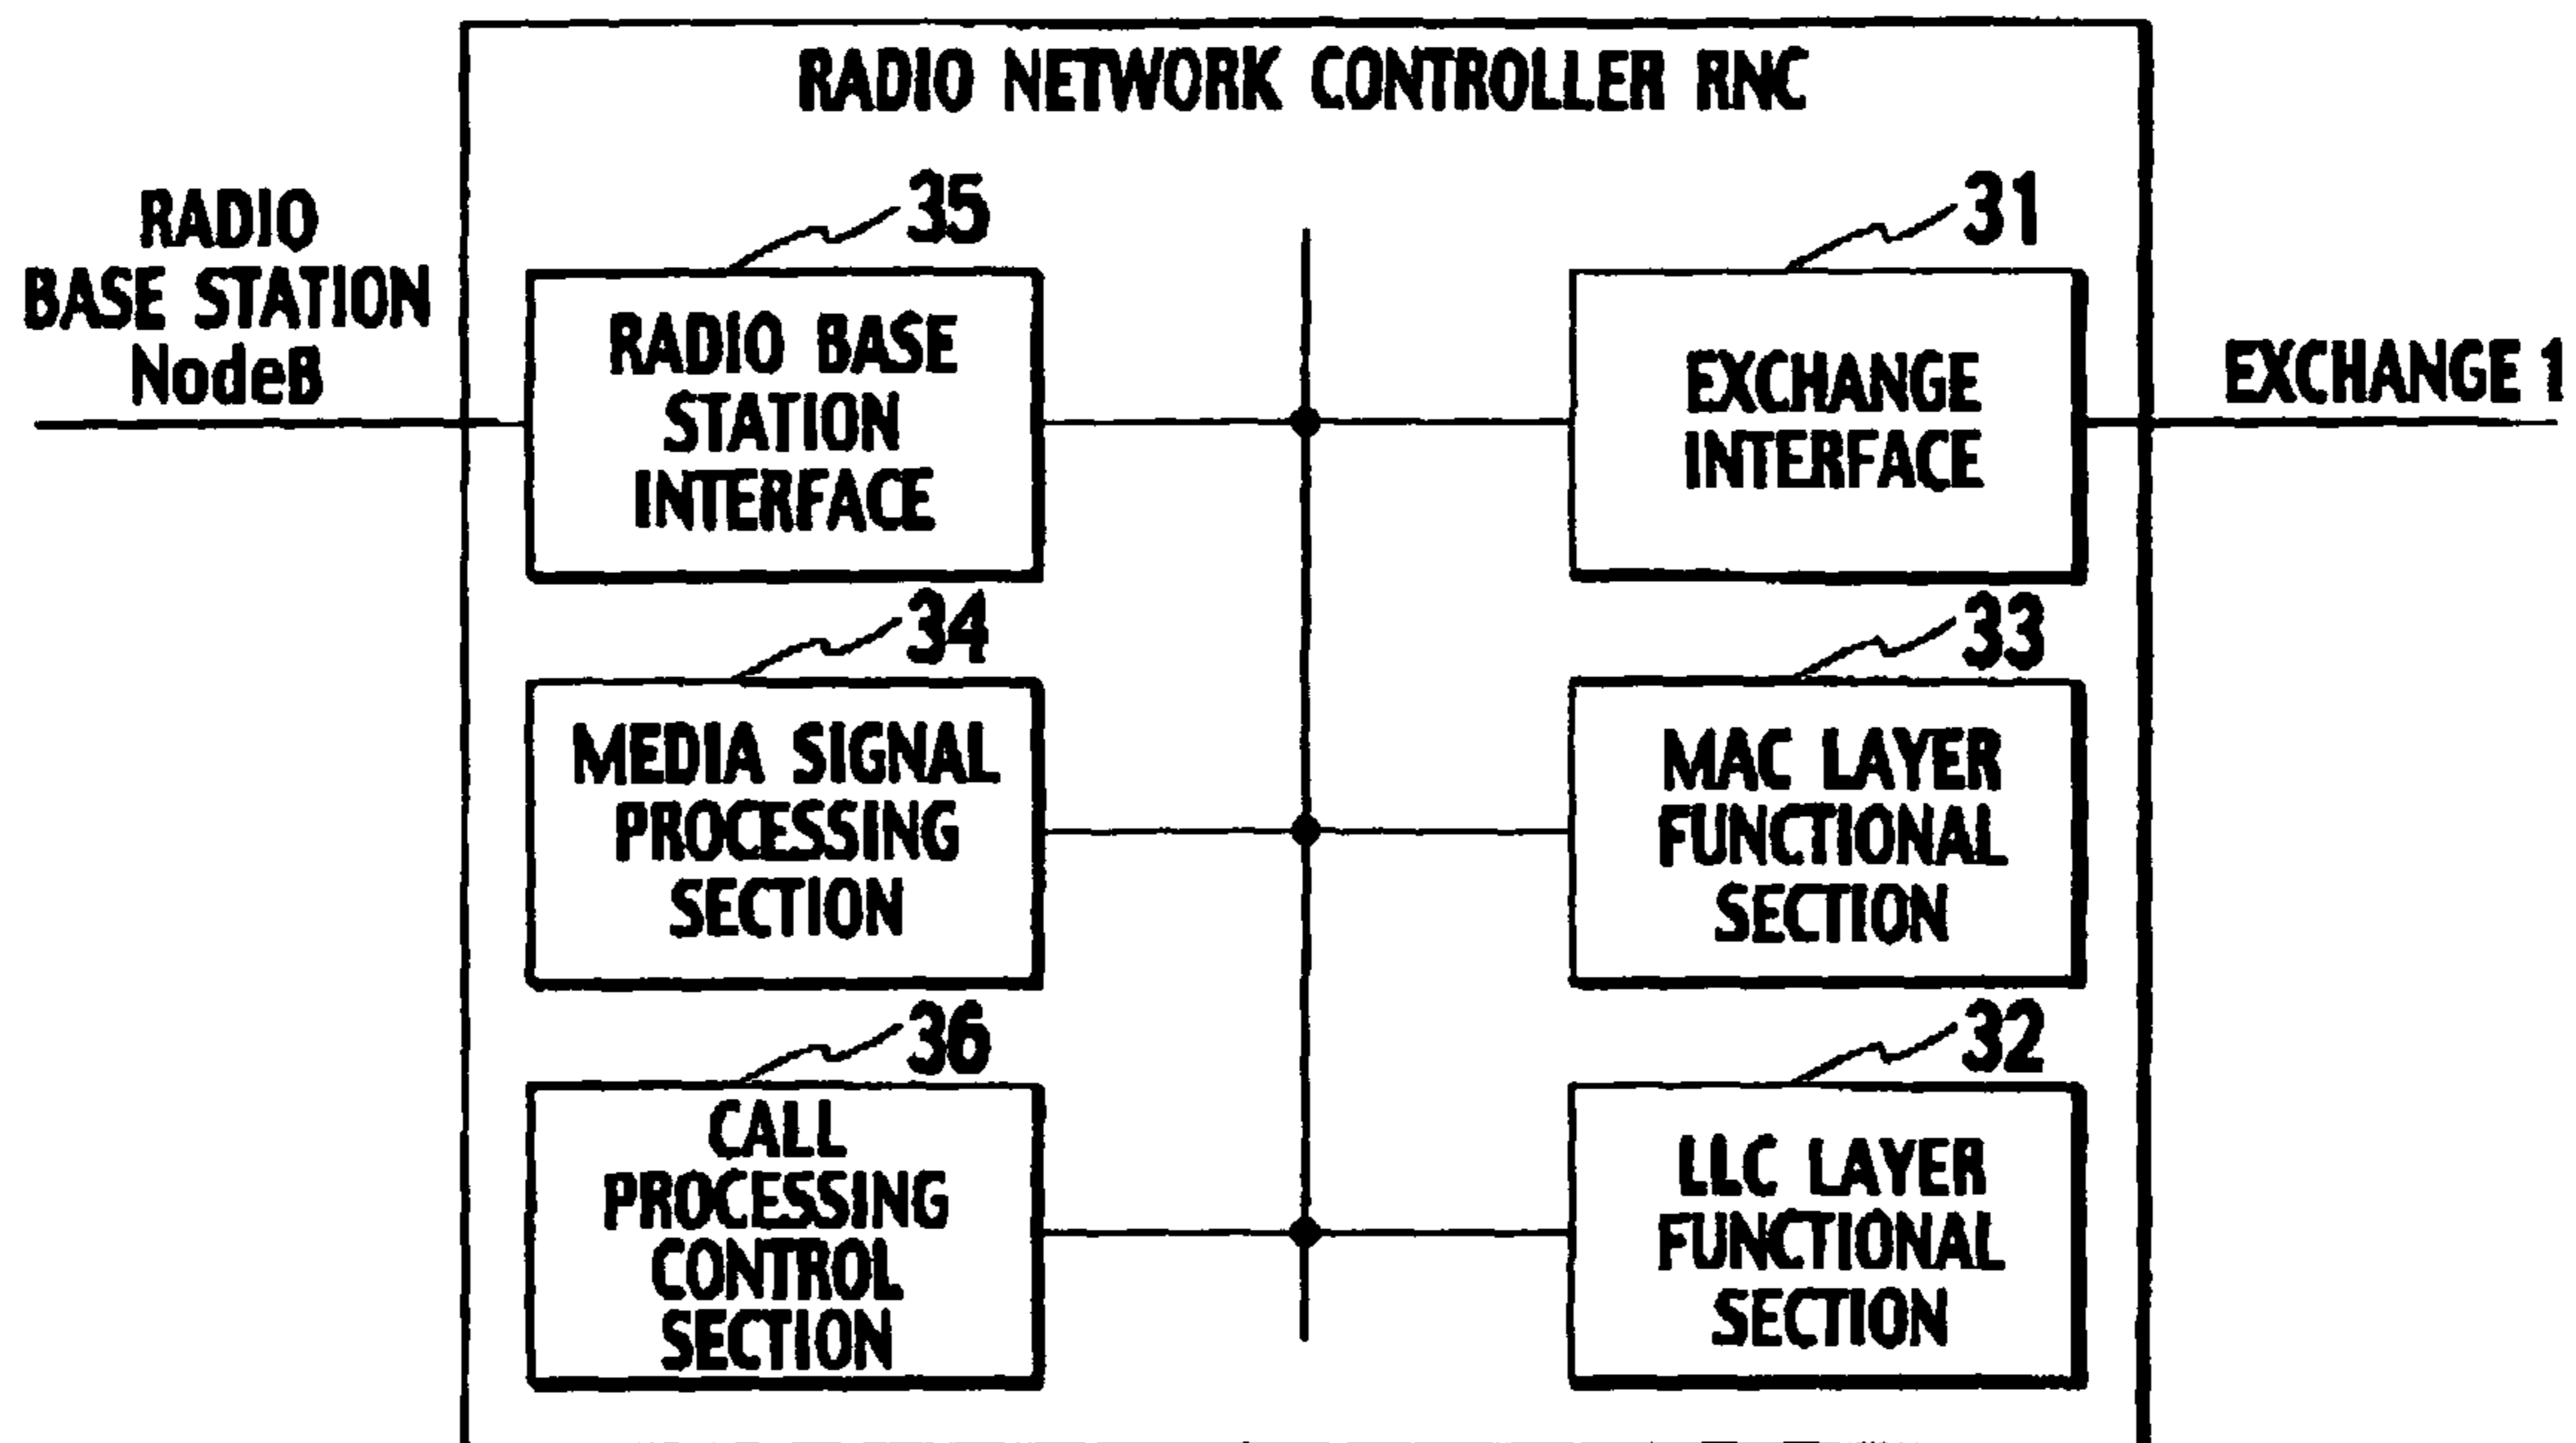 RADIO NETWORK CONTROLLER RNC
RADIO
BASE STATION
NodeB
35
RADIO BASE
STATION
INTERFACE
31
EXCHANGE
INTERFACE
EXCHANGE 1
34
MEDIA SIGNAL
PROCESSING
SECTION
33
MAC LAYER
FUNCTIONAL
SECTION
36
CALL
PROCESSING
CONTROL
SECTION
32
LLC LAYER
FUNCTIONAL
SECTION